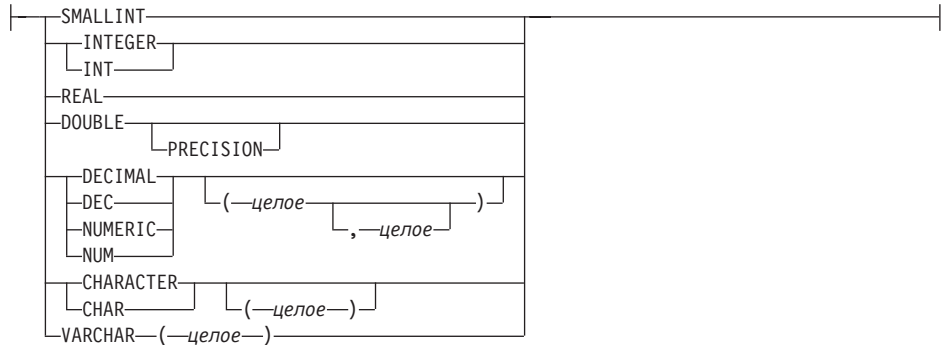 SMALLINT
INTEGER
INT
REAL
DOUBLE
PRECISION
DECIMAL
DEC ( целое )
NUMERIC , целое
NUM
CHARACTER
CHAR ( целое )
VARCHAR ( целое )